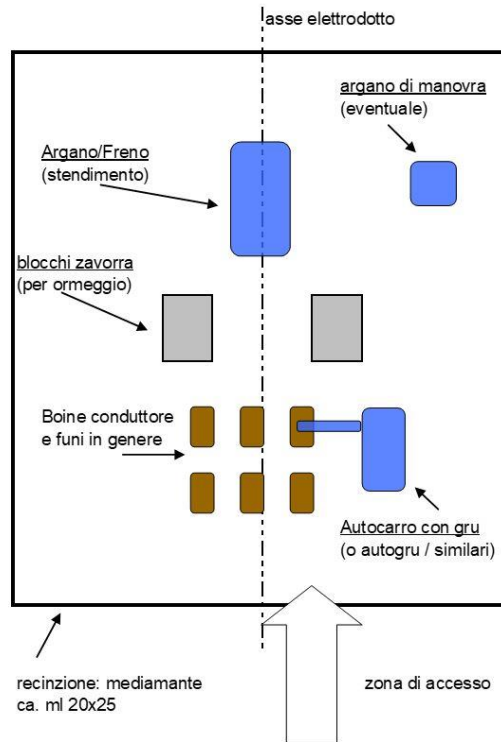 asse elettrodotto
argano di manovra
(eventuale)
Argano/Freno
(stendimento)
blocchi zavorra
(per ormeggio)
Boine conduttore
e funi in genere
Autocarro con gru
(o autogru / similari)
recinzione: mediamante
ca. ml 20x25
zona di accesso